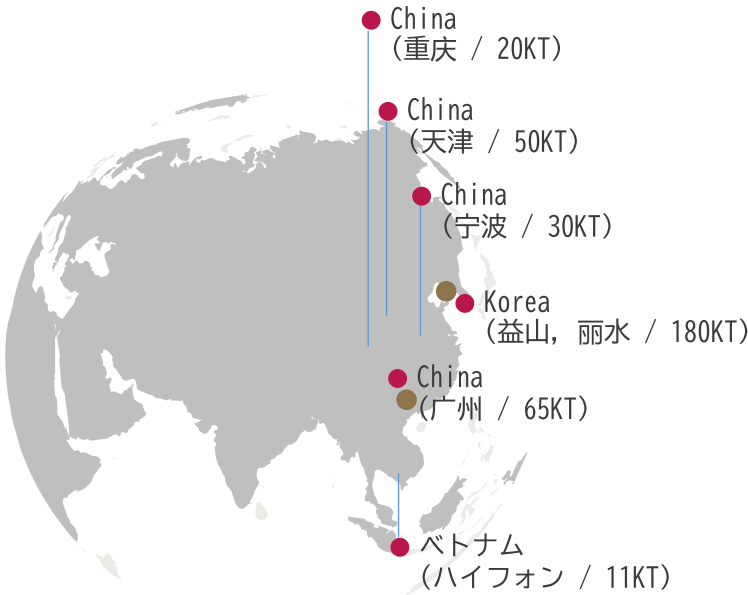 China
(重庆 / 20KT)
China
(天津 / 50KT)
China
(宁波 / 30KT)
Korea
(益山, 丽水 / 180KT)
China
(广州 / 65KT)
ベトナム
(ハイフォン / 11KT)